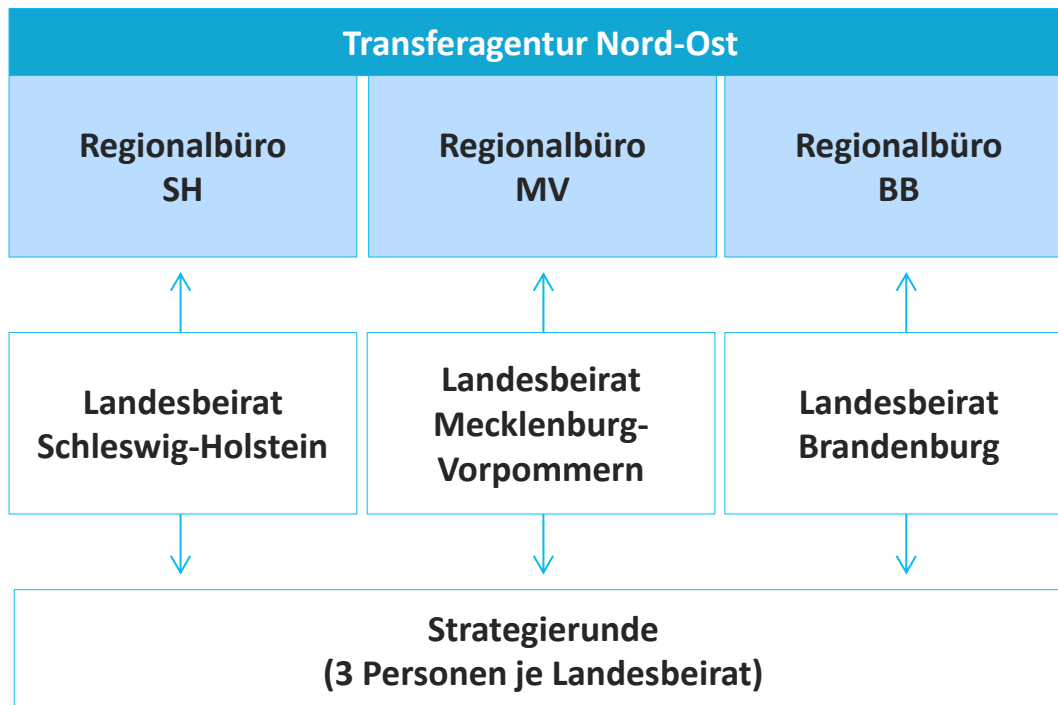 Transferagentur Nord-Ost
Regionalbüro
SH
Regionalbüro
MV
Regionalbüro
BB
Landesbeirat
Schleswig-Holstein
Landesbeirat
Mecklenburg-
Vorpommern
Landesbeirat
Brandenburg
Strategierunde
(3 Personen je Landesbeirat)